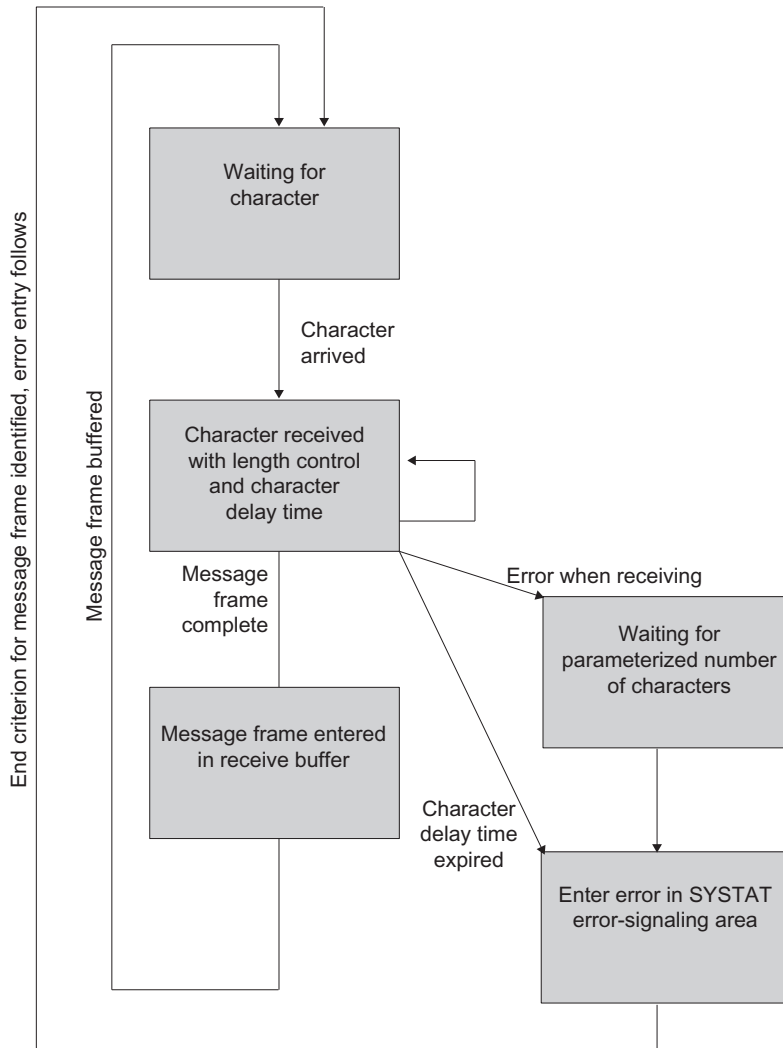 End criterion for message frame identified, error entry follows
Message frame buffered
Waiting for
character
Character
arrived
Character received
with length control
and character
delay time
Message
frame
complete
Error when receiving
Waiting for
parameterized number
of characters
Message frame entered
in receive buffer
Character
delay time
expired
Enter error in SYSTAT
error-signaling area